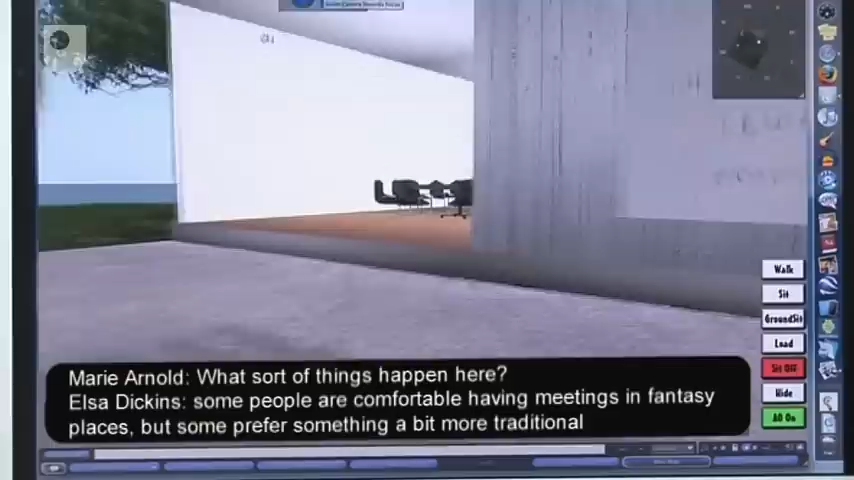 Walk
Sit
GroundSit
Load
Sit Off
Hide
AO On
Marie Arnold: What sort of things happen here?
Elsa Dickins: some people are comfortable having meetings in fantasy
places, but some prefer something a bit more traditional